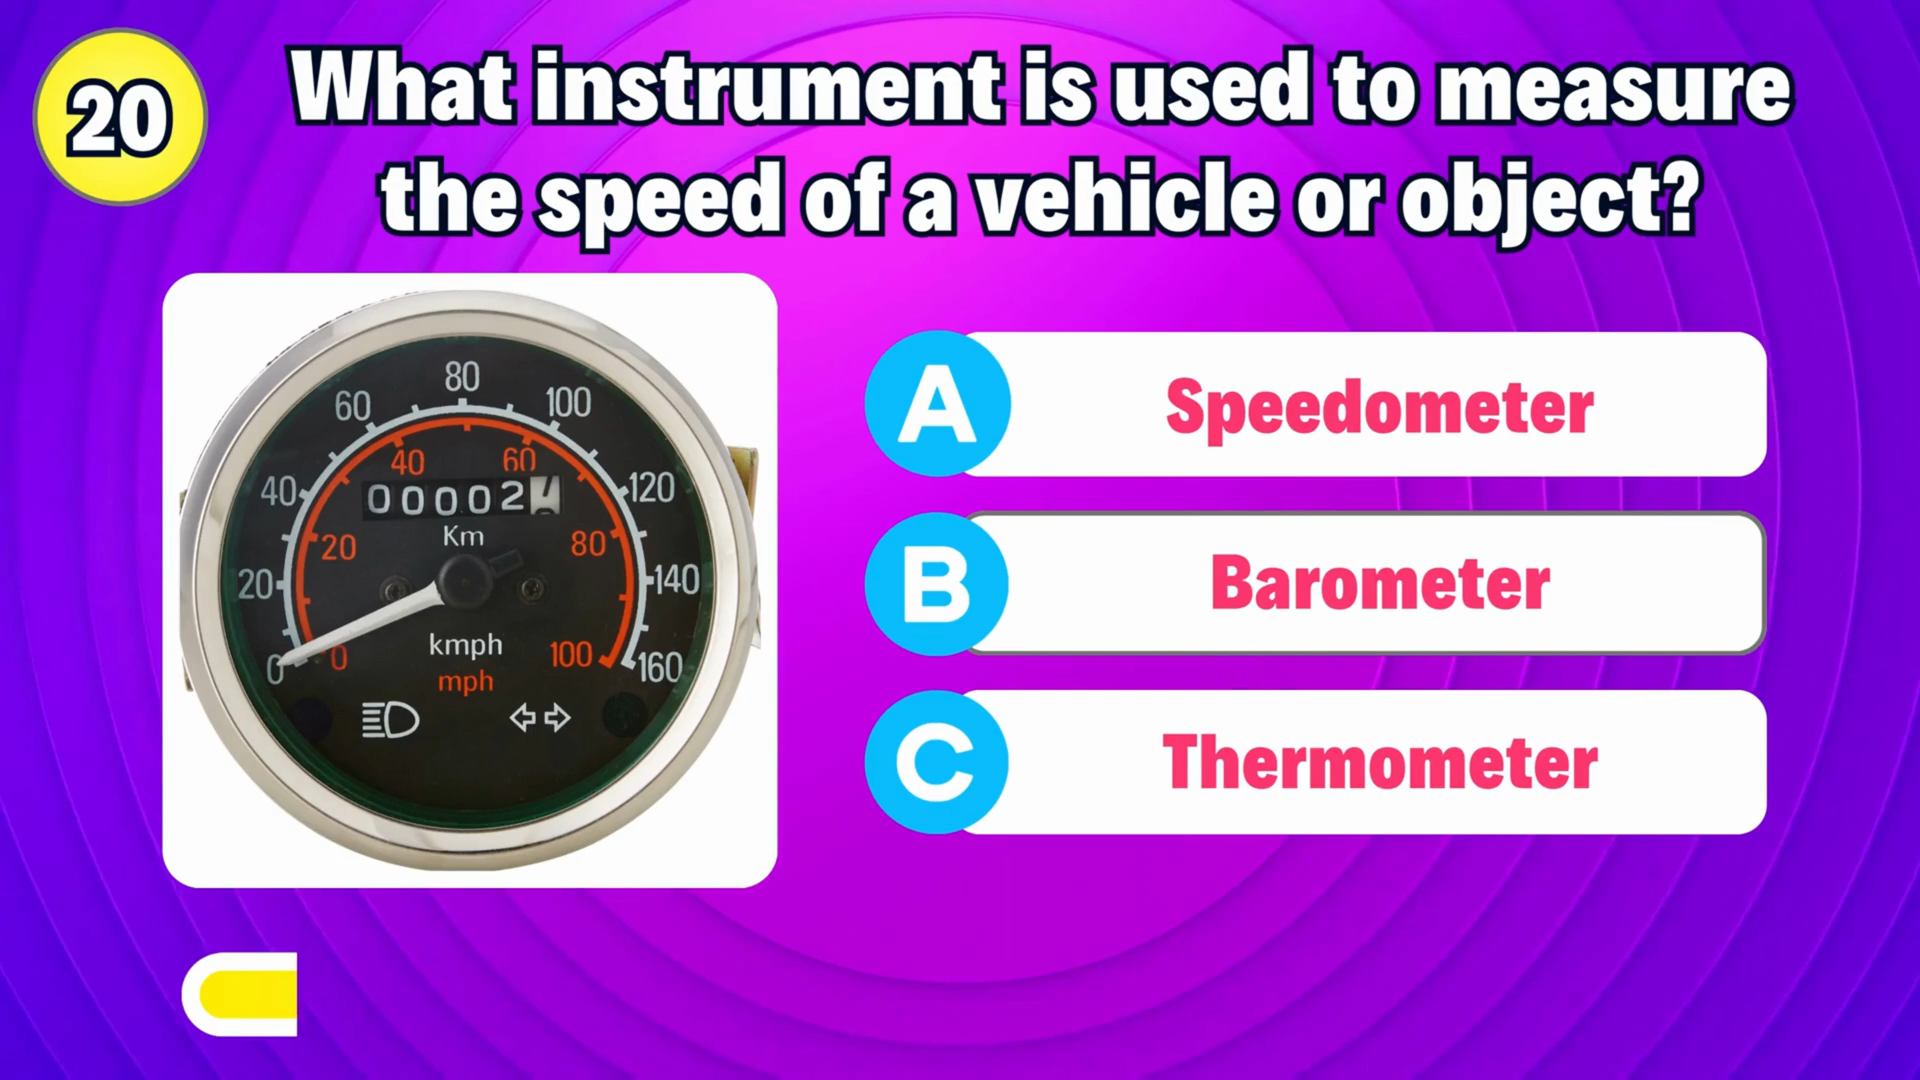 20
What instrument is used to measure
the speed of a vehicle or object?
80
60
100
40
60
40
120
00002
Km
20
80
20
140
kmph
0
0
100
160
mph
A
Speedometer
B
Barometer
C
Thermometer